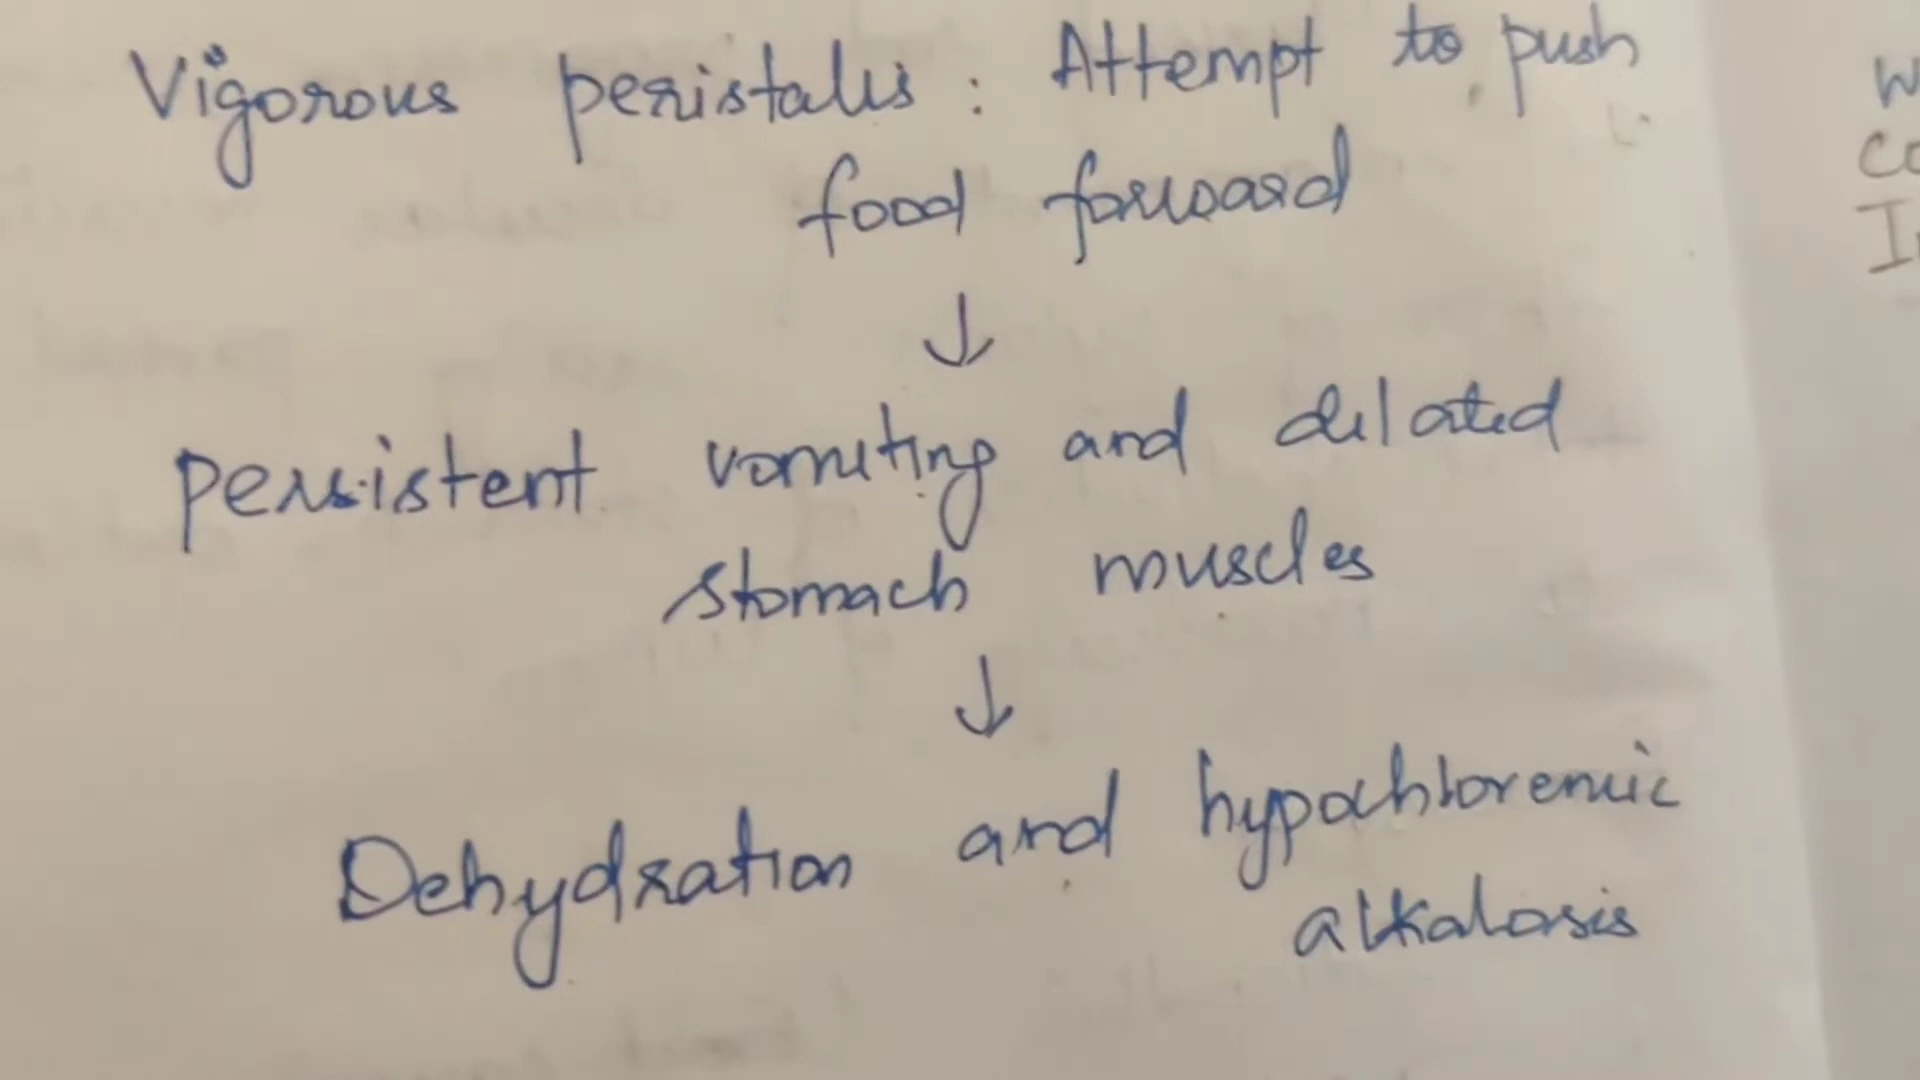 Vigorous peristalis : Attempt to push
food forward
↓
persistent vomiting and dilated
stomach muscles
↓
Dehydration and hypochloremic
alkalosis